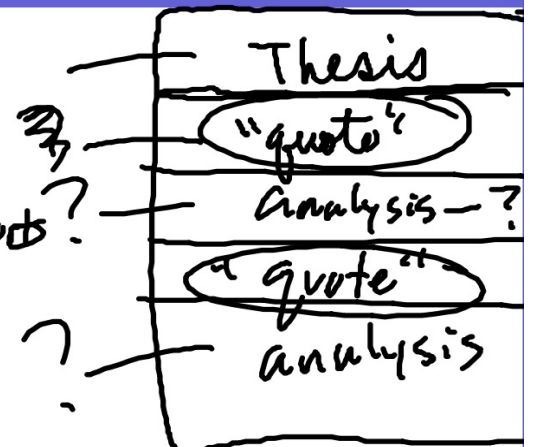 Thesis
"quote"
? analysis - ?
"quote"
? analysis